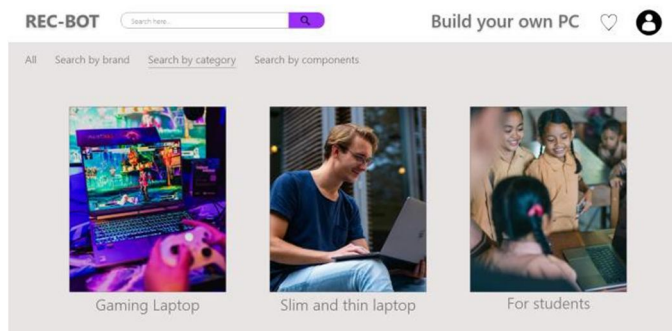 REC-BOT
Search here...
Build your own PC
All Search by brand Search by category Search by components
Gaming Laptop
Slim and thin laptop
For students